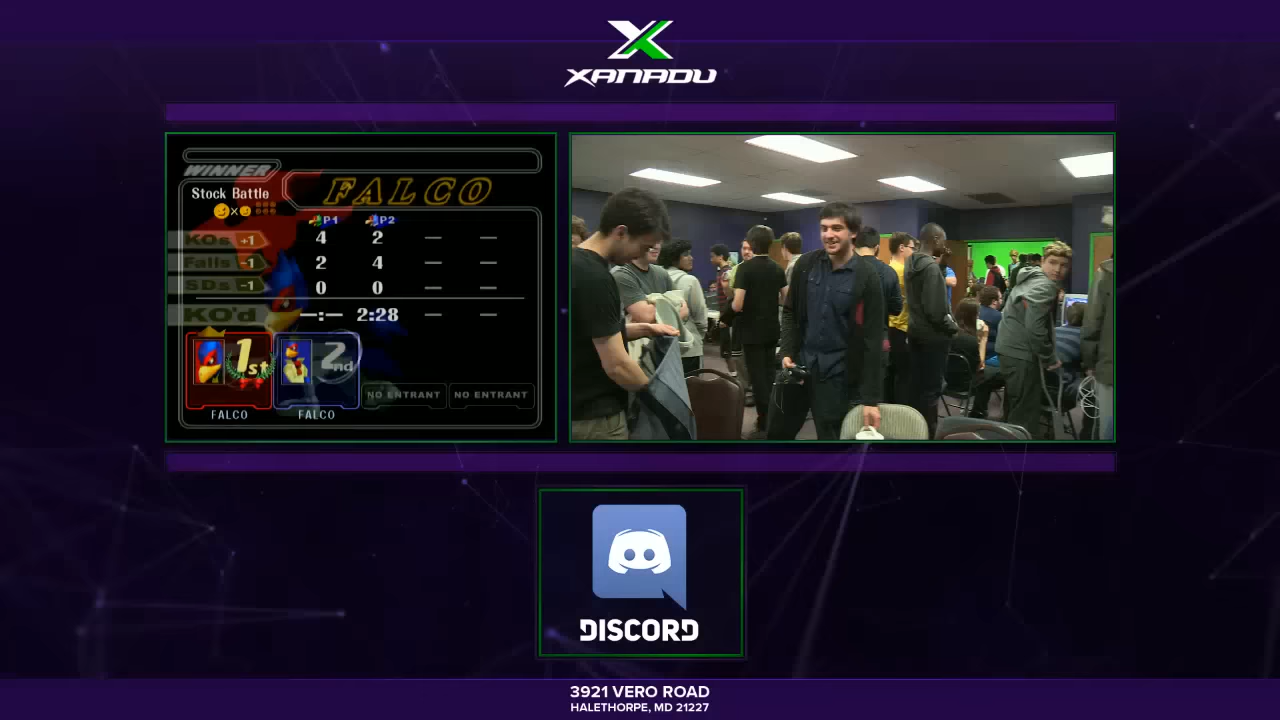 XANADU
WINNER
Stock Battle
FALCO
P1 P2
KOs +1 4 2 — —
Falls -1 2 4 — —
SDs -1 0 0 — —
KO'd —:— 2:28 — —
1st 2nd
NO ENTRANT NO ENTRANT
FALCO FALCO
DISCORD
3921 VERO ROAD
HALETHORPE, MD 21227